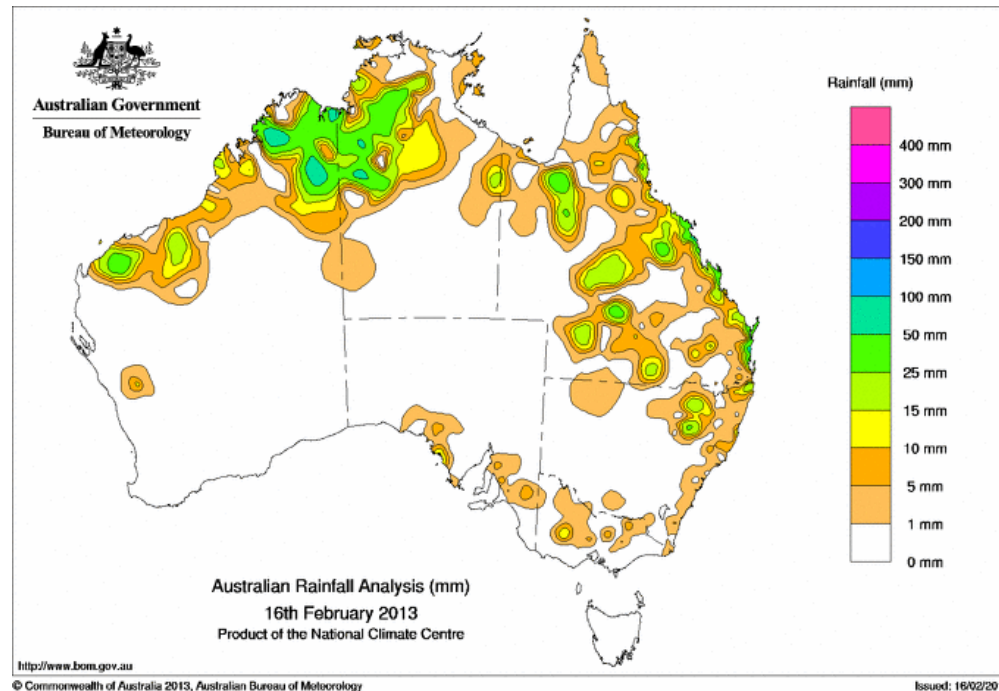 Australian Government
Bureau of Meteorology
Rainfall (mm)
400 mm
300 mm
200 mm
150 mm
100 mm
50 mm
25 mm
15 mm
10 mm
5 mm
1 mm
0 mm
Australian Rainfall Analysis (mm)
16th February 2013
Product of the National Climate Centre
http://www.bom.gov.au
© Commonwealth of Australia 2013, Australian Bureau of Meteorology
Issued: 16/02/20